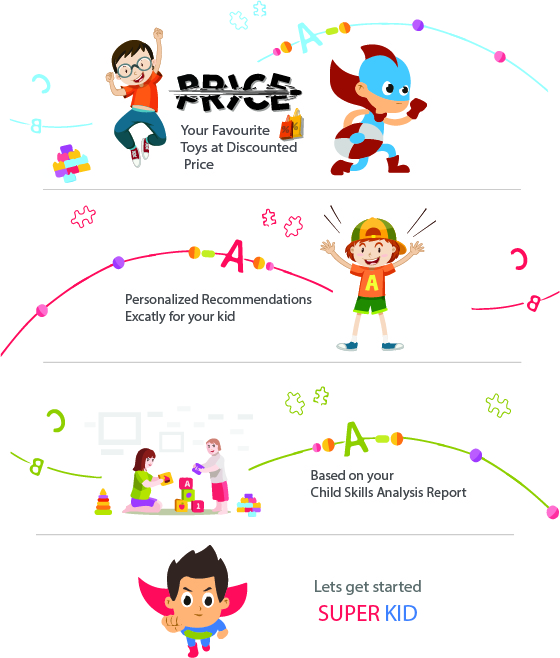 A
C
B
PRICE
Your Favourite
Toys at Discounted
Price
%
%
A
C
B
A
Personalized Recommendations
Excatly for your kid
C
B
A
A
1
Based on your
Child Skills Analysis Report
Lets get started
SUPER KID